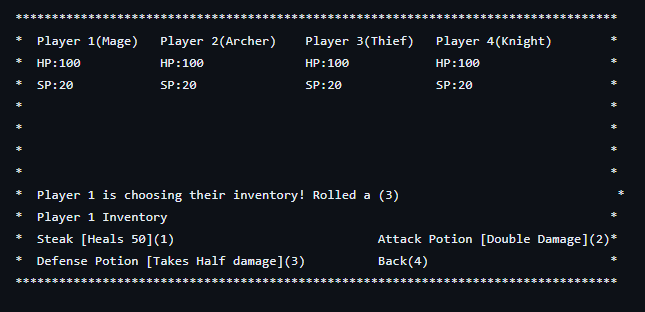 ***********************************************************************************
*  Player 1(Mage)   Player 2(Archer)    Player 3(Thief)   Player 4(Knight)        *
*  HP:100           HP:100              HP:100            HP:100                  *
*  SP:20            SP:20               SP:20             SP:20                   *
*                                                                                 *
*                                                                                 *
*                                                                                 *
*                                                                                 *
*  Player 1 is choosing their inventory! Rolled a (3)                              *
*  Player 1 Inventory                                                             *
*  Steak [Heals 50](1)                            Attack Potion [Double Damage](2)*
*  Defense Potion [Takes Half damage](3)          Back(4)                         *
***********************************************************************************